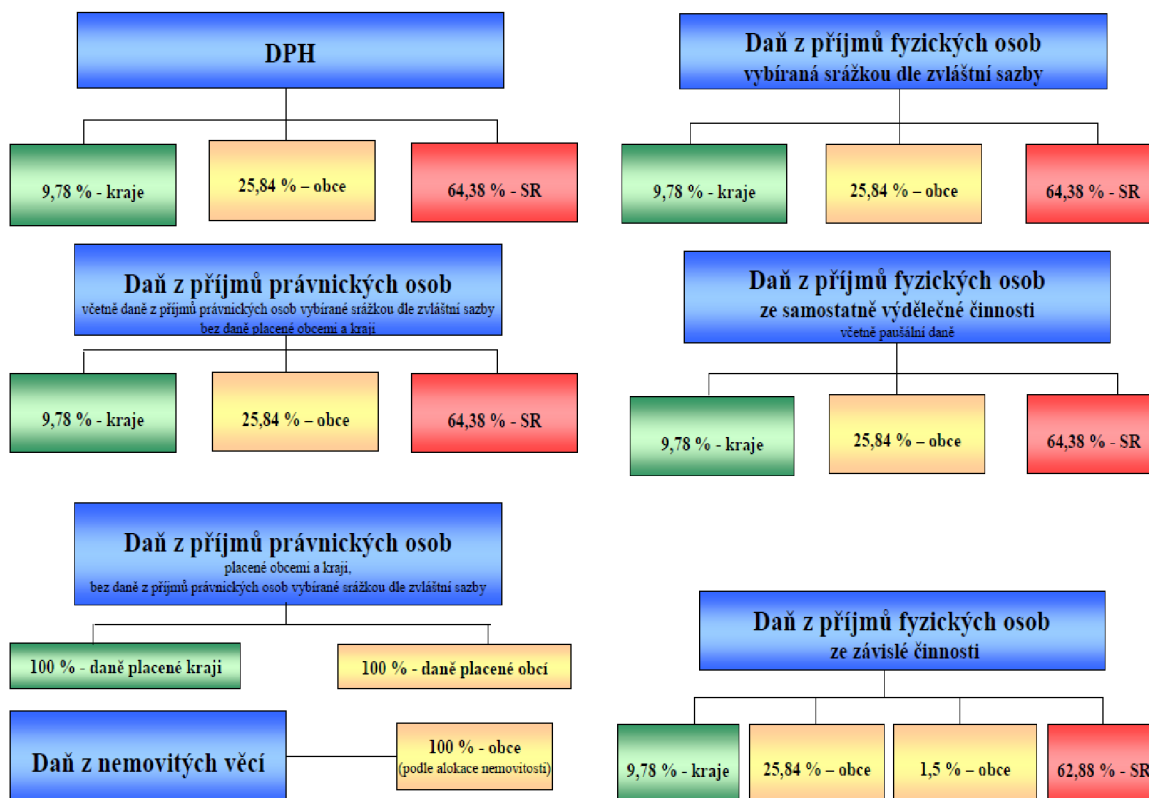 DPH
9,78 % - kraje
25,84 % – obce
64,38 % - SR
Daň z příjmů fyzických osob
vybíraná srážkou dle zvláštní sazby
9,78 % - kraje
25,84 % – obce
64,38 % - SR
Daň z příjmů právnických osob
včetně daně z příjmů právnických osob vybírané srážkou dle zvláštní sazby
bez daně placené obcemi a kraji
9,78 % - kraje
25,84 % – obce
64,38 % - SR
Daň z příjmů fyzických osob
ze samostatně výdělečné činnosti
včetně paušální daně
9,78 % - kraje
25,84 % – obce
64,38 % - SR
Daň z příjmů právnických osob
placené obcemi a kraji,
bez daně z příjmů právnických osob vybírané srážkou dle zvláštní sazby
100 % - daně placené kraji
100 % - daně placené obcí
Daň z nemovitých věcí
100 % - obce
(podle alokace nemovitosti)
Daň z příjmů fyzických osob
ze závislé činnosti
9,78 % - kraje
25,84 % – obce
1,5 % – obce
62,88 % - SR